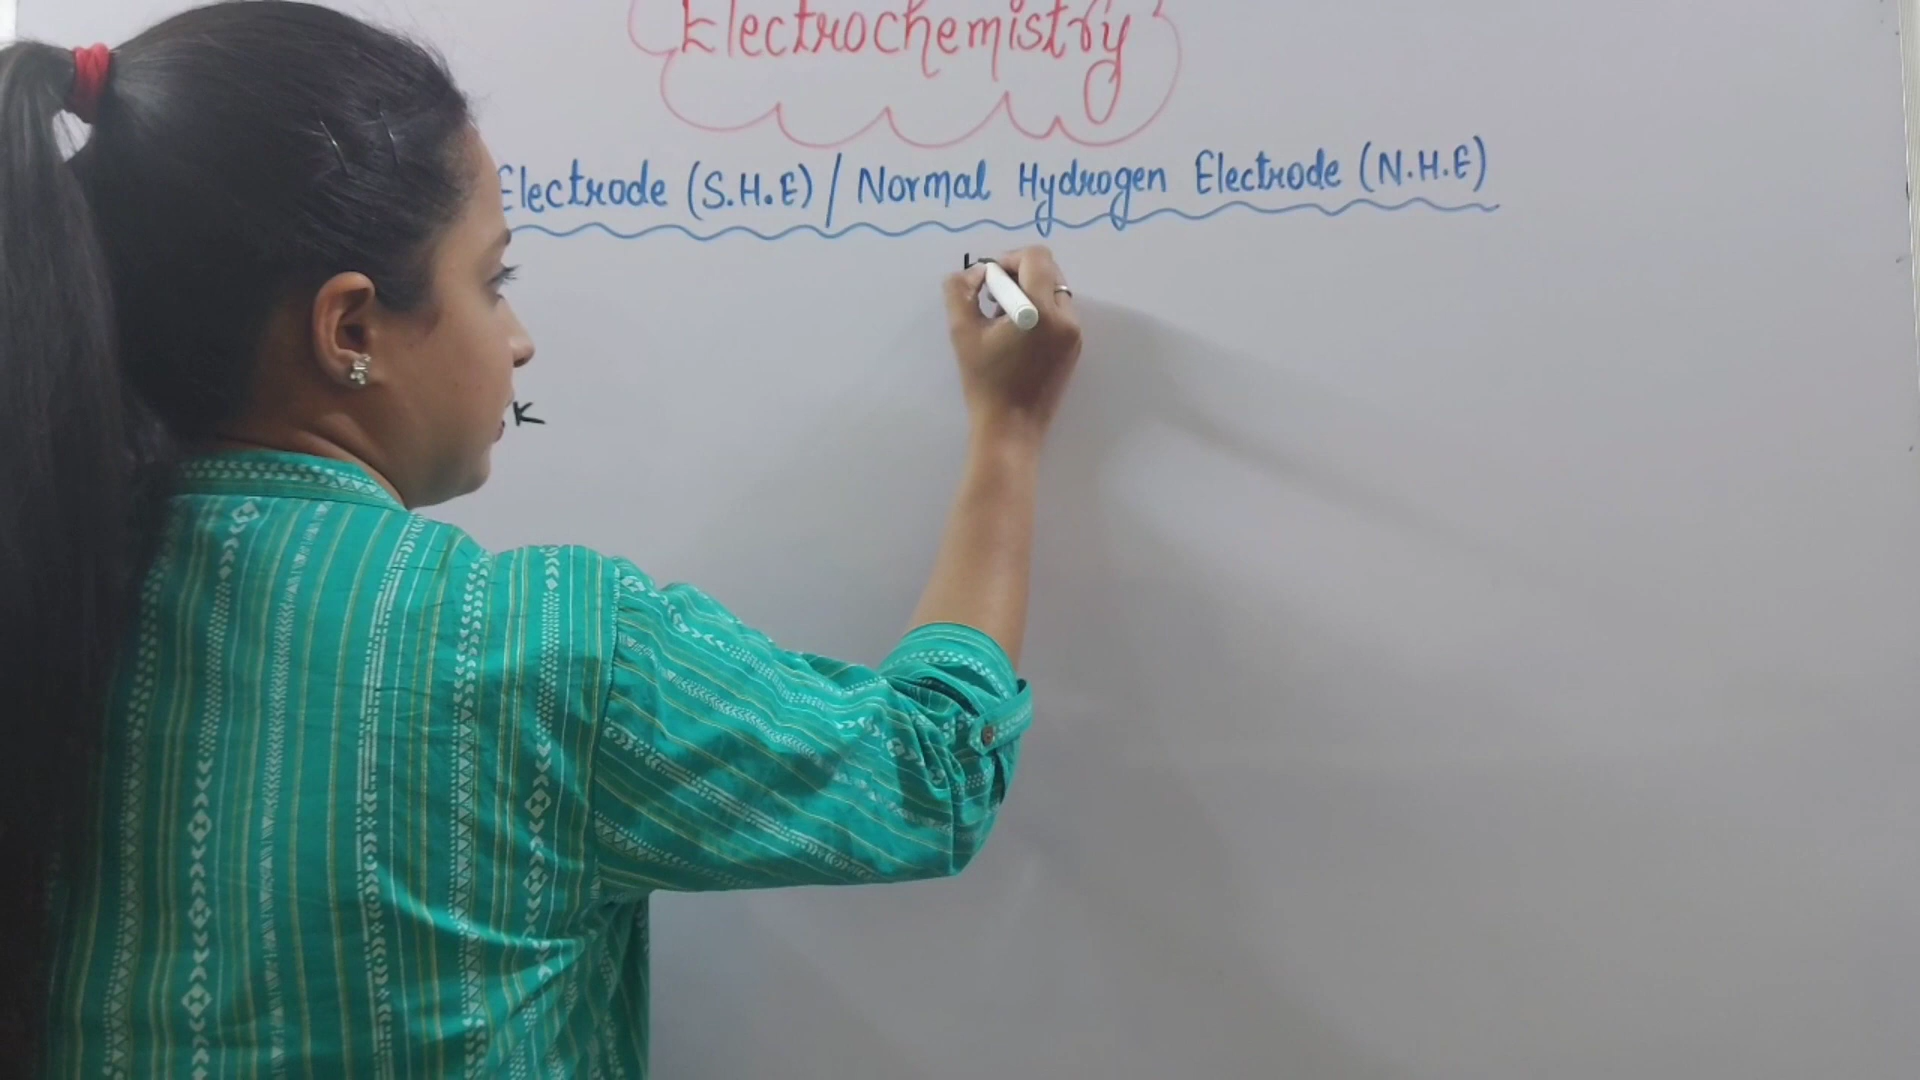 Electrochemistry
Electrode (S.H.E) / Normal Hydrogen Electrode (N.H.E)
K